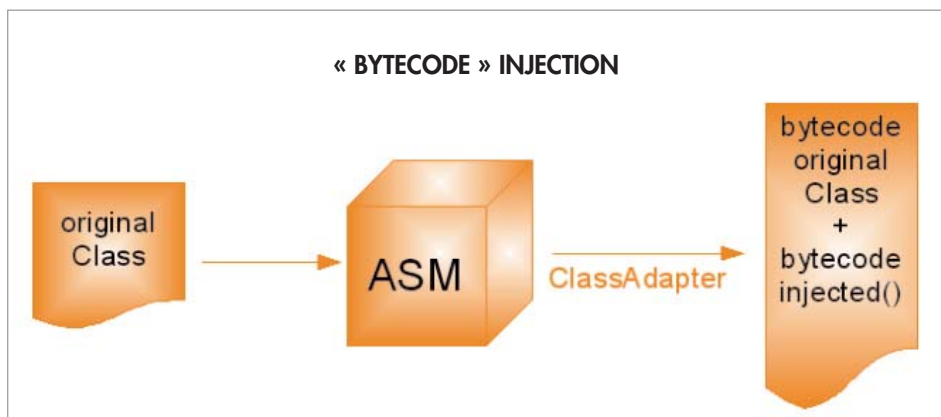 « BYTECODE » INJECTION
original
Class
ASM
ClassAdapter
bytecode
original
Class
+
bytecode
injected()